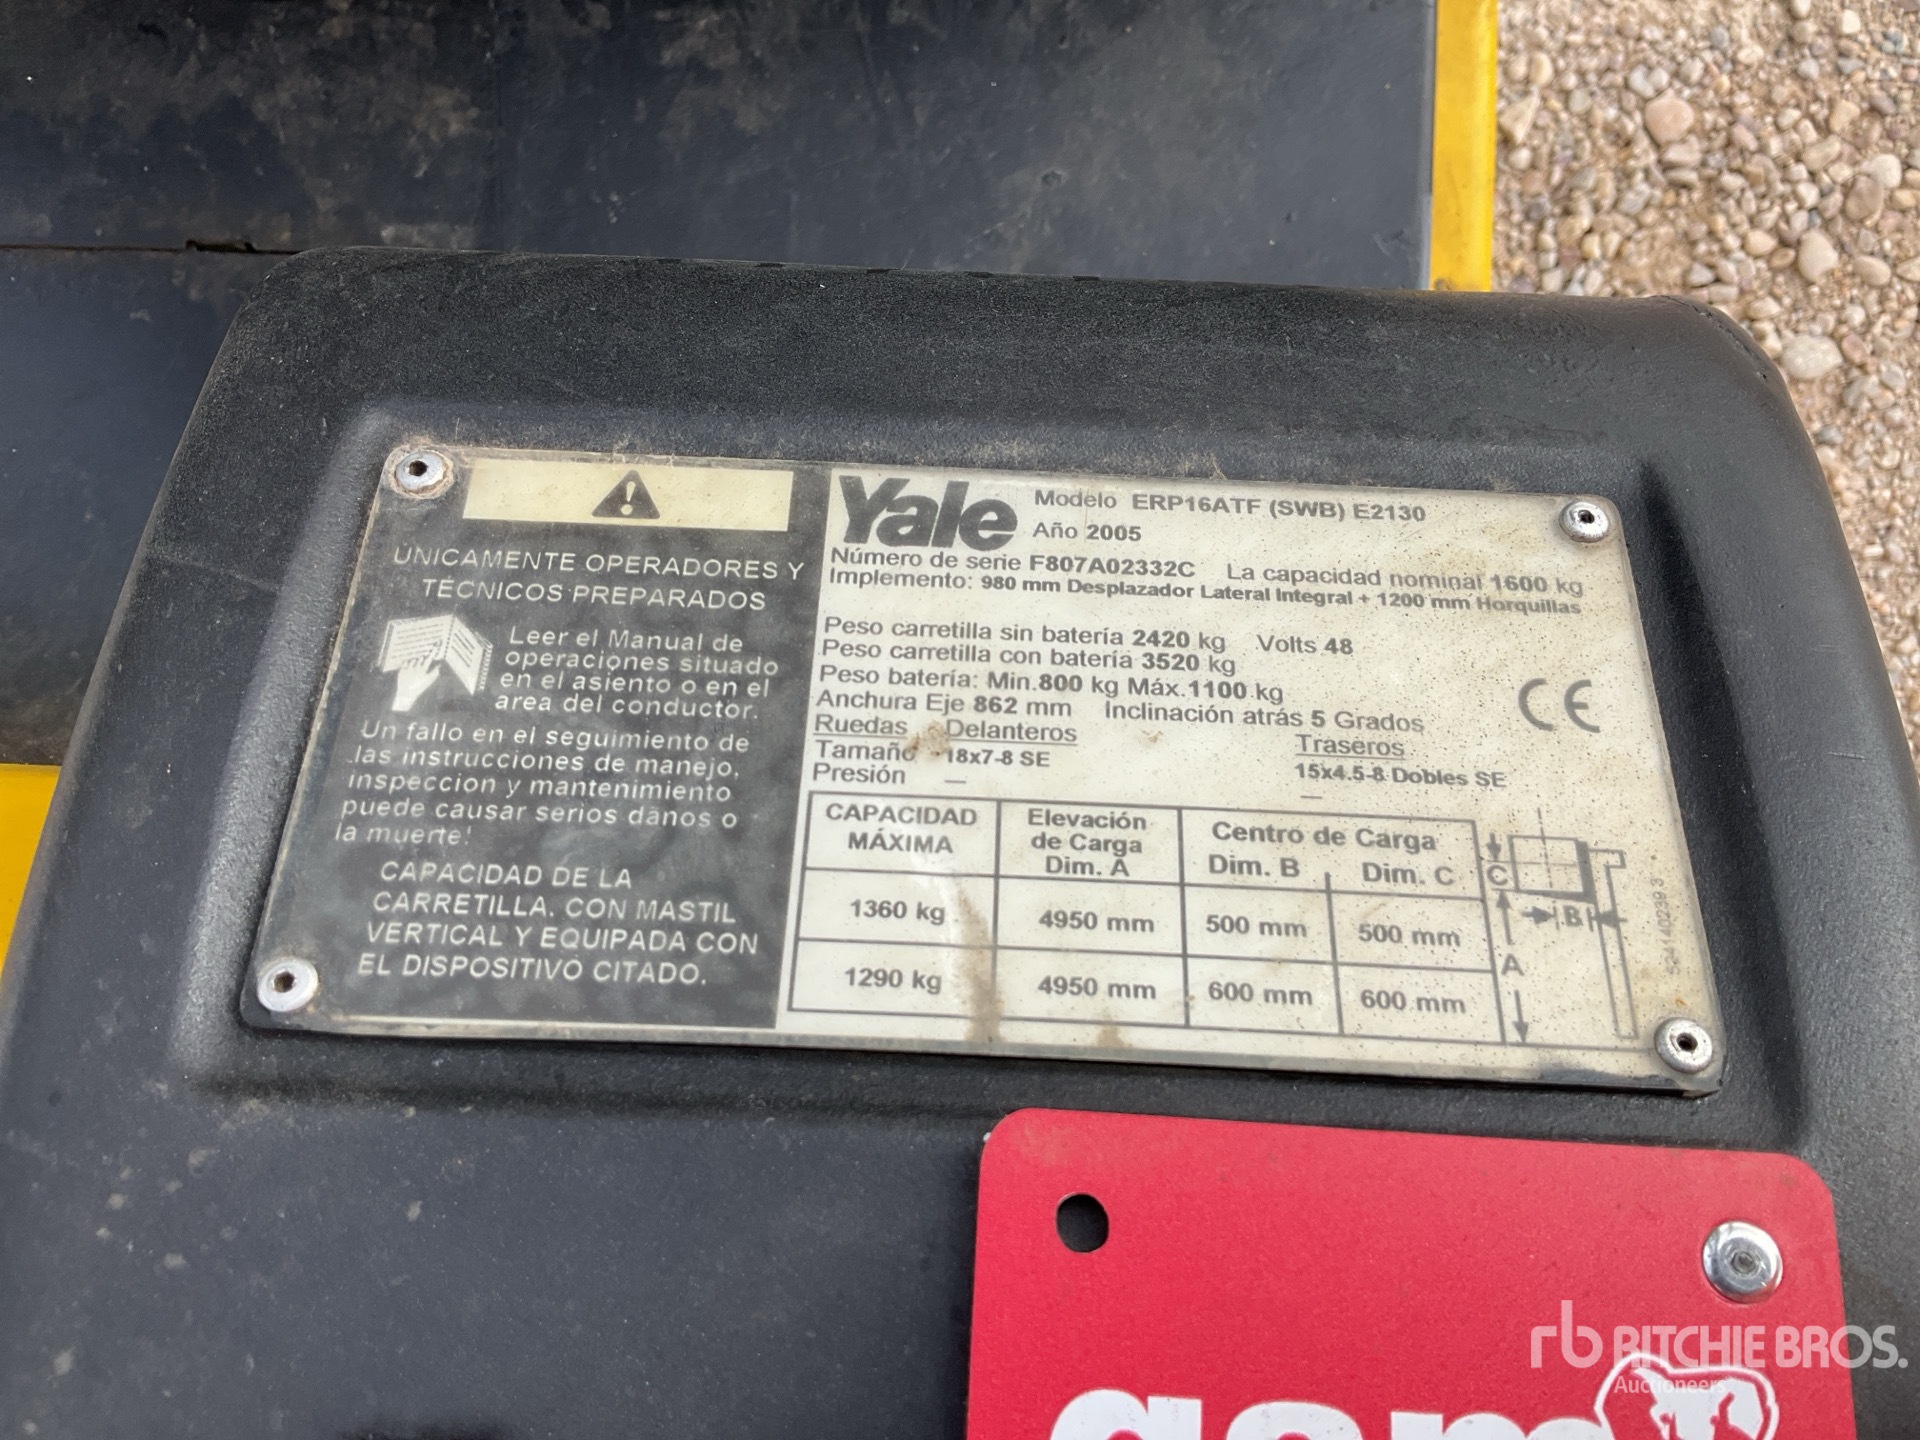 ÚNICAMENTE OPERADORES Y
TÉCNICOS PREPARADOS
Leer el Manual de
operaciones situado
en el asiento o en el
area del conductor.
Un fallo en el seguimiento de
las instrucciones de manejo,
inspeccion y mantenimiento
puede causar serios daños o
la muerte!
CAPACIDAD DE LA
CARRETILLA. CON MASTIL
VERTICAL Y EQUIPADA CON
EL DISPOSITIVO CITADO.
Yale
Modelo ERP16ATF (SWB) E2130
Año 2005
Número de serie F807A02332C La capacidad nominal 1600 kg
Implemento: 980 mm Desplazador Lateral Integral + 1200 mm Horquillas
Peso carretilla sin batería 2420 kg Volts 48
Peso carretilla con batería 3520 kg
Peso batería: Min.800 kg Máx.1100 kg
Anchura Eje 862 mm Inclinación atrás 5 Grados
Ruedas Delanteros Traseros
Tamaño 18x7-8 SE 15x4.5-8 Dobles SE
Presión — —
CAPACIDAD MÁXIMA Elevación de Carga Dim. A Centro de Carga Dim. B Dim. C
1360 kg 4950 mm 500 mm 500 mm
1290 kg 4950 mm 600 mm 600 mm
C
B
A
CE
524140239 3
gam
rb RITCHIE BROS.
Auctioneers